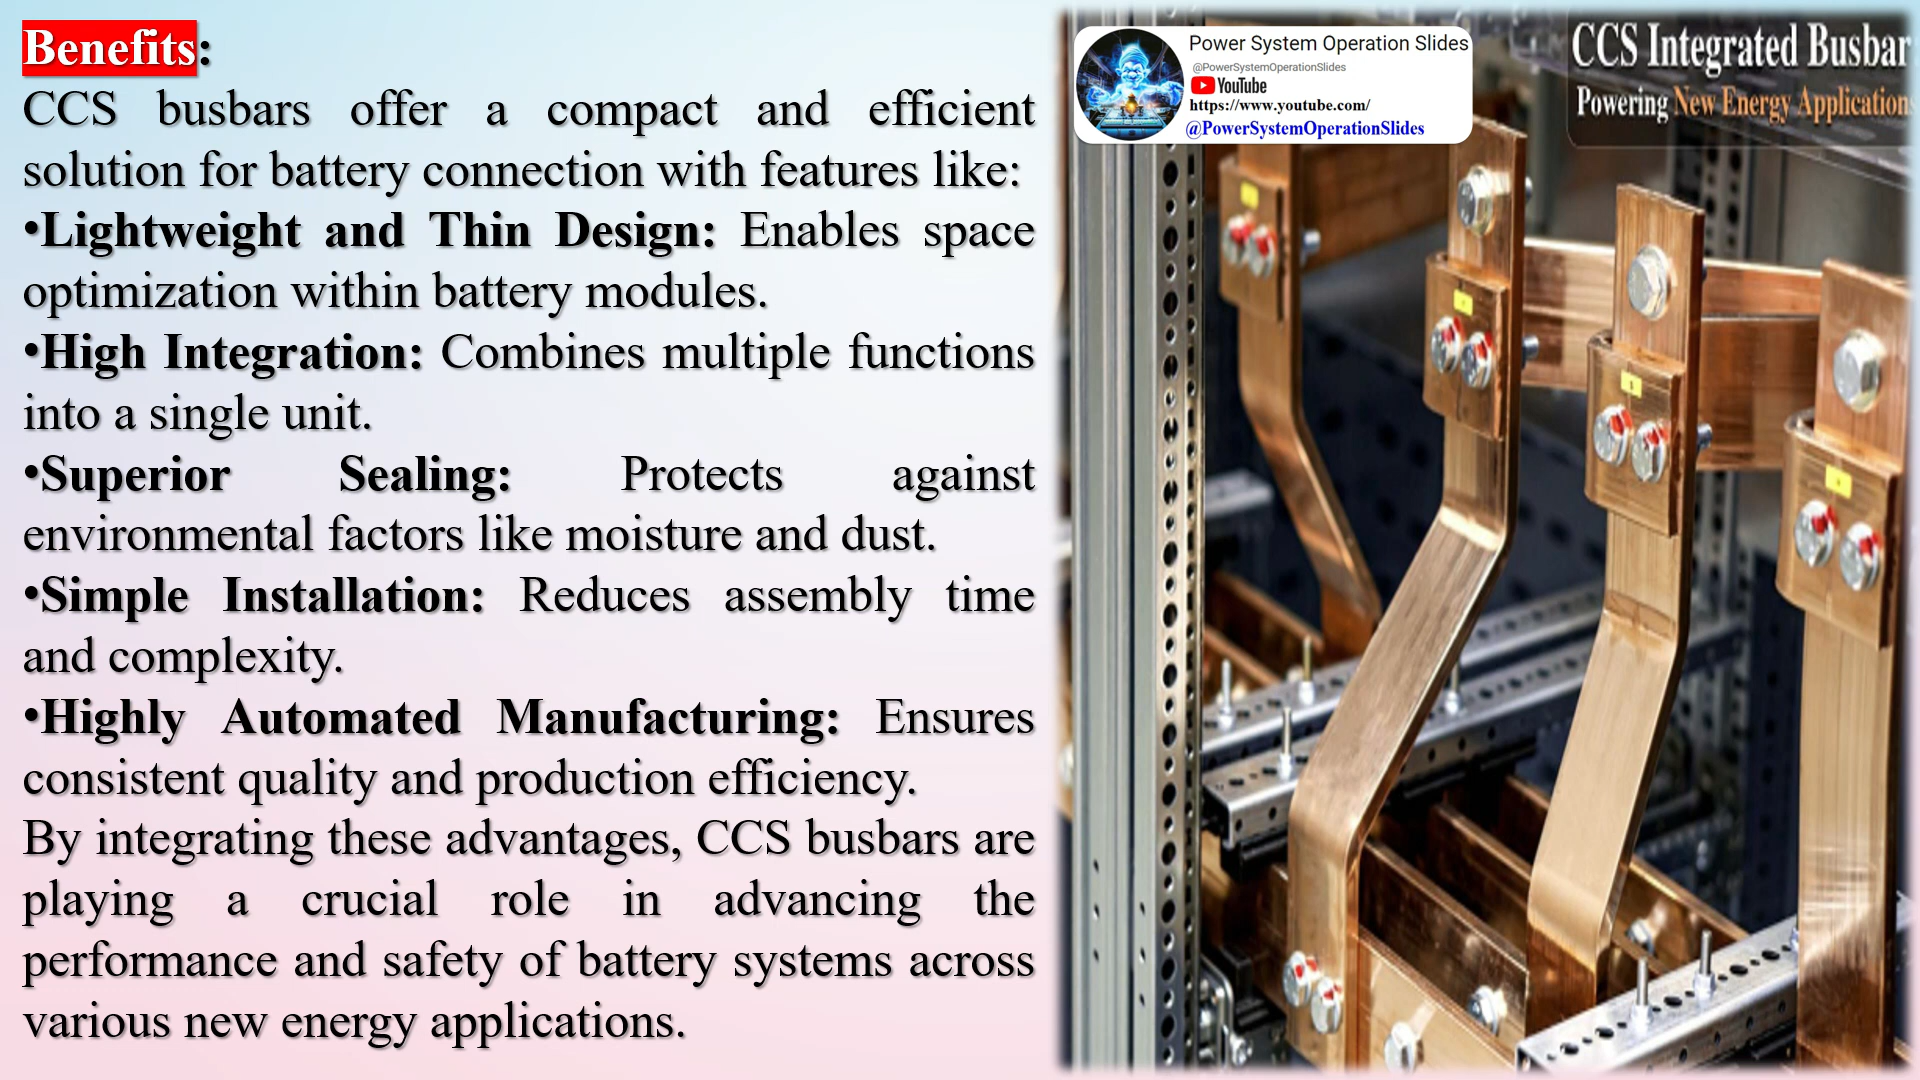 Benefits:
CCS busbars offer a compact and efficient
solution for battery connection with features like:
•Lightweight and Thin Design: Enables space
optimization within battery modules.
•High Integration: Combines multiple functions
into a single unit.
•Superior Sealing: Protects against
environmental factors like moisture and dust.
•Simple Installation: Reduces assembly time
and complexity.
•Highly Automated Manufacturing: Ensures
consistent quality and production efficiency.
By integrating these advantages, CCS busbars are
playing a crucial role in advancing the
performance and safety of battery systems across
various new energy applications.
Power System Operation Slides
@PowerSystemOperationSlides
YouTube
https://www.youtube.com/
@PowerSystemOperationSlides
CCS Integrated Busbar
Powering New Energy Applications